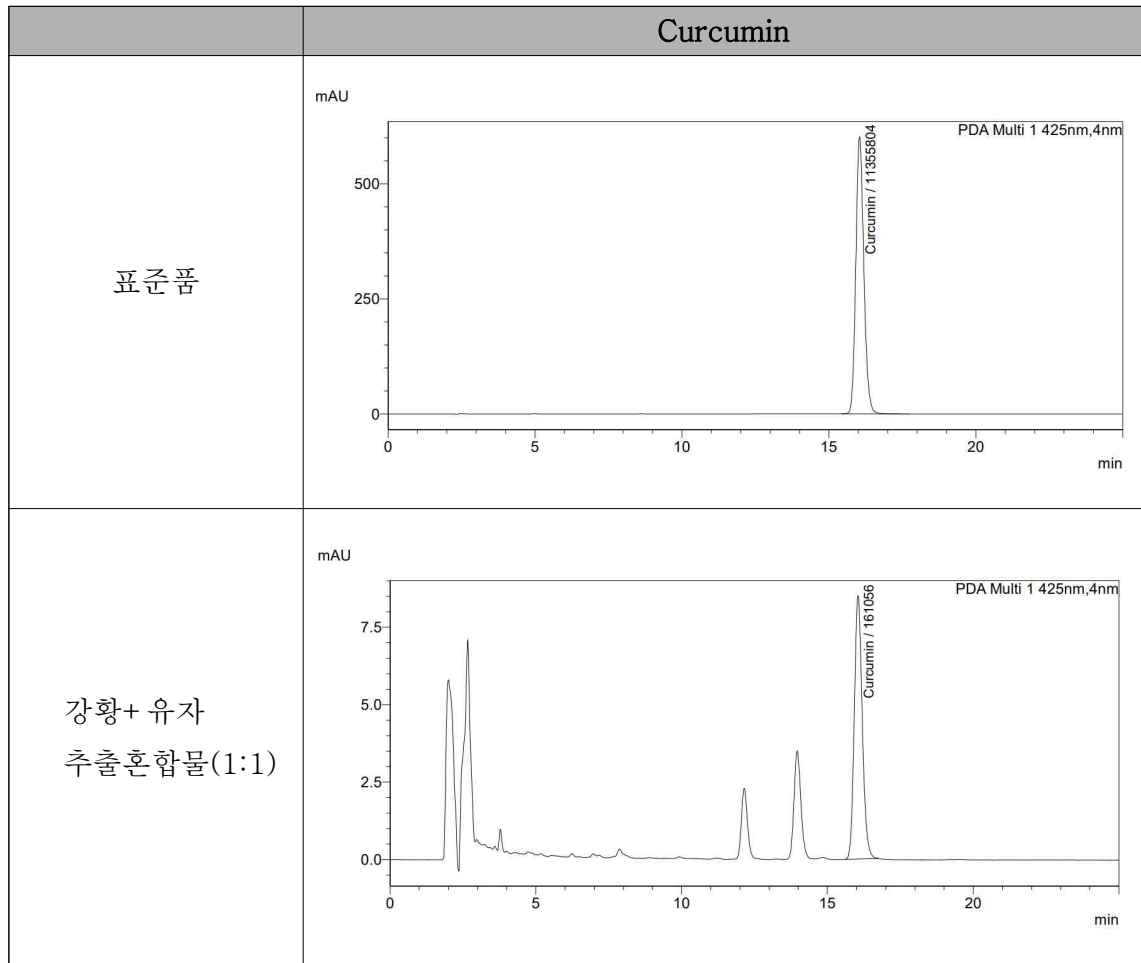 Curcumin
표준품
mAU
PDA Multi 1 425nm,4nm
Curcumin / 11355804
500
250
0
0 5 10 15 20
min
강황+ 유자
추출혼합물(1:1)
mAU
PDA Multi 1 425nm,4nm
Curcumin / 161056
7.5
5.0
2.5
0.0
0 5 10 15 20
min